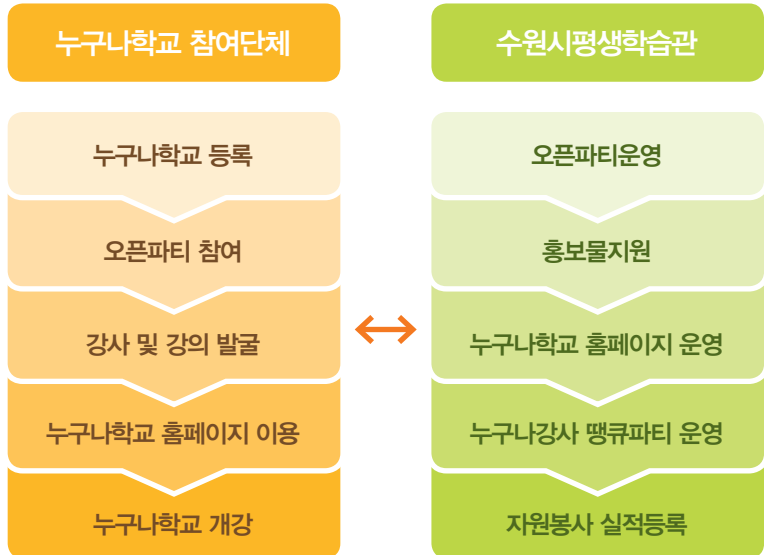 누구나학교 참여단체
누구나학교 등록
오픈파티 참여
강사 및 강의 발굴
누구나학교 홈페이지 이용
누구나학교 개강
수원시평생학습관
오픈파티운영
홍보물지원
누구나학교 홈페이지 운영
누구나강사 땡큐파티 운영
자원봉사 실적등록